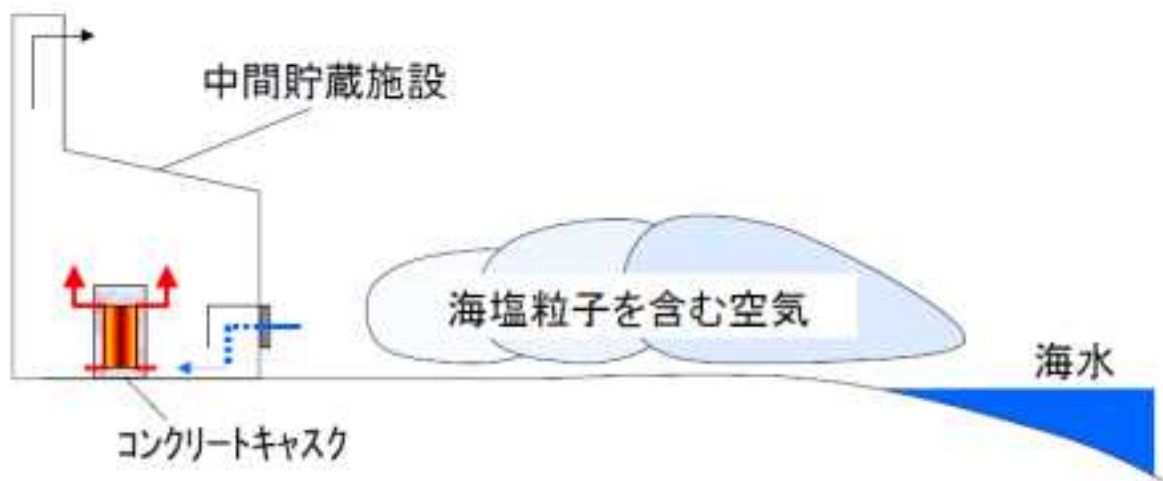 中間貯蔵施設
海塩粒子を含む空気
海水
コンクリートキャスク